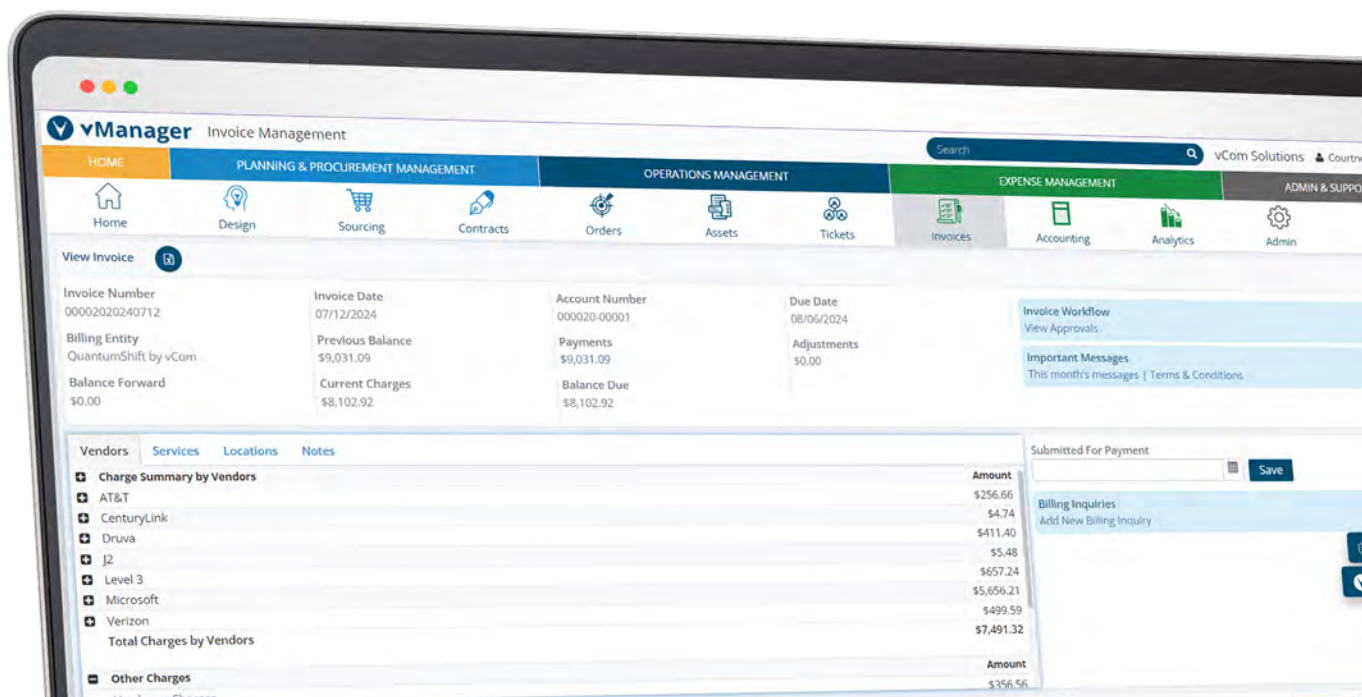 vManager Invoice Management
Search
vCom Solutions
HOME
PLANNING & PROCUREMENT MANAGEMENT
OPERATIONS MANAGEMENT
EXPENSE MANAGEMENT
ADMIN &
Home
Design
Sourcing
Contracts
Orders
Assets
Tickets
Invoices
Accounting
Analytics
Admin
View Invoice
Invoice Number
00002020240712
Invoice Date
07/12/2024
Account Number
000020-00001
Due Date
08/06/2024
Billing Entity
QuantumShift by vCom
Previous Balance
$9,031.09
Payments
$9,031.09
Adjustments
$0.00
Balance Forward
$0.00
Current Charges
$8,102.92
Balance Due
$8,102.92
Invoice Workflow
View Approvals
Important Messages
This month's messages | Terms & Conditions
Vendors Services Locations Notes
Charge Summary by Vendors Amount
AT&T $256.66
CenturyLink $4.74
Druva $411.40
J2 $5.48
Level 3 $657.24
Microsoft $5,656.21
Verizon $499.59
Total Charges by Vendors $7,491.32
Other Charges Amount
$356.56
Submitted For Payment
Save
Billing Inquiries
Add New Billing Inquiry